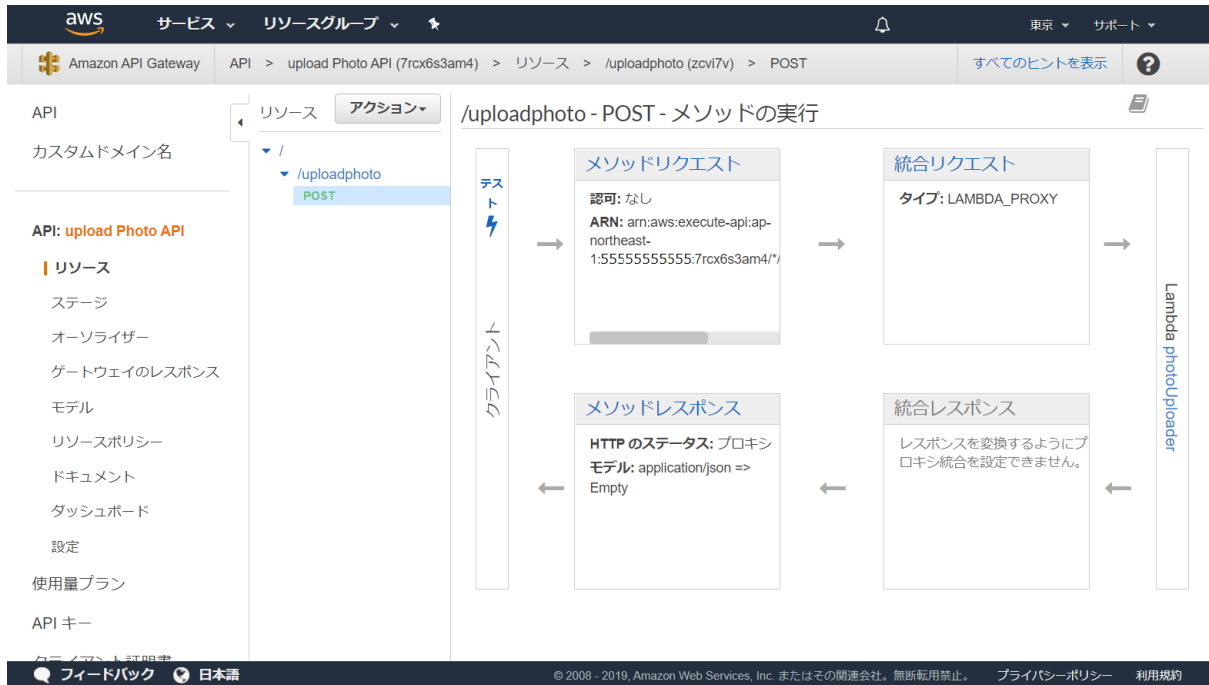 aws サービス リソースグループ 東京 サポート
Amazon API Gateway API > upload Photo API (7rcx6s3am4) > リソース > /uploadphoto (zcvi7v) > POST すべてのヒントを表示 ?
API
カスタムドメイン名
API: upload Photo API
リソース
ステージ
オーソライザー
ゲートウェイのレスポンス
モデル
リソースポリシー
ドキュメント
ダッシュボード
設定
使用量プラン
API キー
クライアント証明書
リソース アクション
/
/uploadphoto
POST
/uploadphoto - POST - メソッドの実行
テス
ト
クライアント
メソッドリクエスト
認可: なし
ARN: arn:aws:execute-api:ap-
northeast-
1:55555555555:7rcx6s3am4/*/
統合リクエスト
タイプ: LAMBDA_PROXY
Lambda photoUploader
メソッドレスポンス
HTTP のステータス: プロキシ
モデル: application/json =>
Empty
統合レスポンス
レスポンスを変換するようにプ
ロキシ統合を設定できません。
フィードバック 日本語 © 2008 - 2019, Amazon Web Services, Inc. またはその関連会社。無断転用禁止。 プライバシーポリシー 利用規約